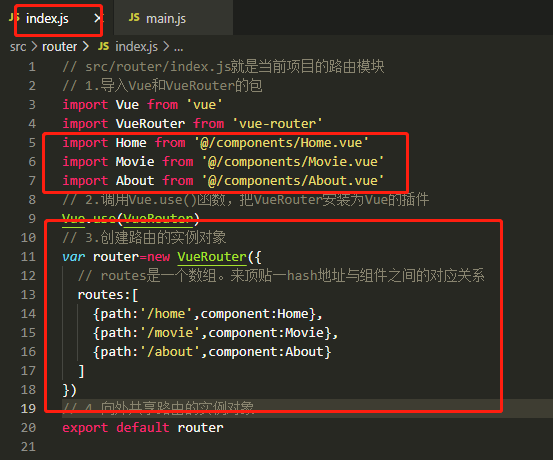 index.js ×
main.js
src > router > index.js > ...
1 // src/router/index.js就是当前项目的路由模块
2 // 1.导入Vue和VueRouter的包
3 import Vue from 'vue'
4 import VueRouter from 'vue-router'
5 import Home from '@/components/Home.vue'
6 import Movie from '@/components/Movie.vue'
7 import About from '@/components/About.vue'
8 // 2.调用Vue.use()函数，把VueRouter安装为Vue的插件
9 Vue.use(VueRouter)
10 // 3.创建路由的实例对象
11 var router=new VueRouter({
12 // routes是一个数组。来顶贴一hash地址与组件之间的对应关系
13 routes:[
14 {path:'/home',component:Home},
15 {path:'/movie',component:Movie},
16 {path:'/about',component:About}
17 ]
18 })
19 // 4.向外共享路由的实例对象
20 export default router
21